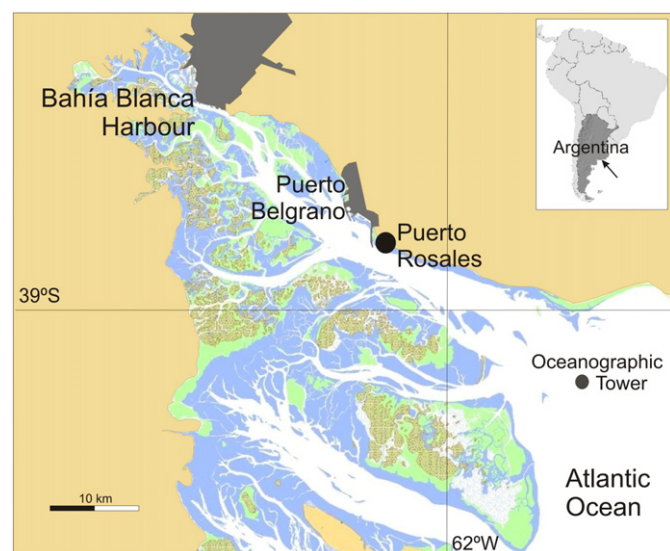 Bahía Blanca
Harbour
Argentina
Puerto
Belgrano
Puerto
Rosales
39ºS
Oceanographic
Tower
Atlantic
Ocean
10 km
62ºW